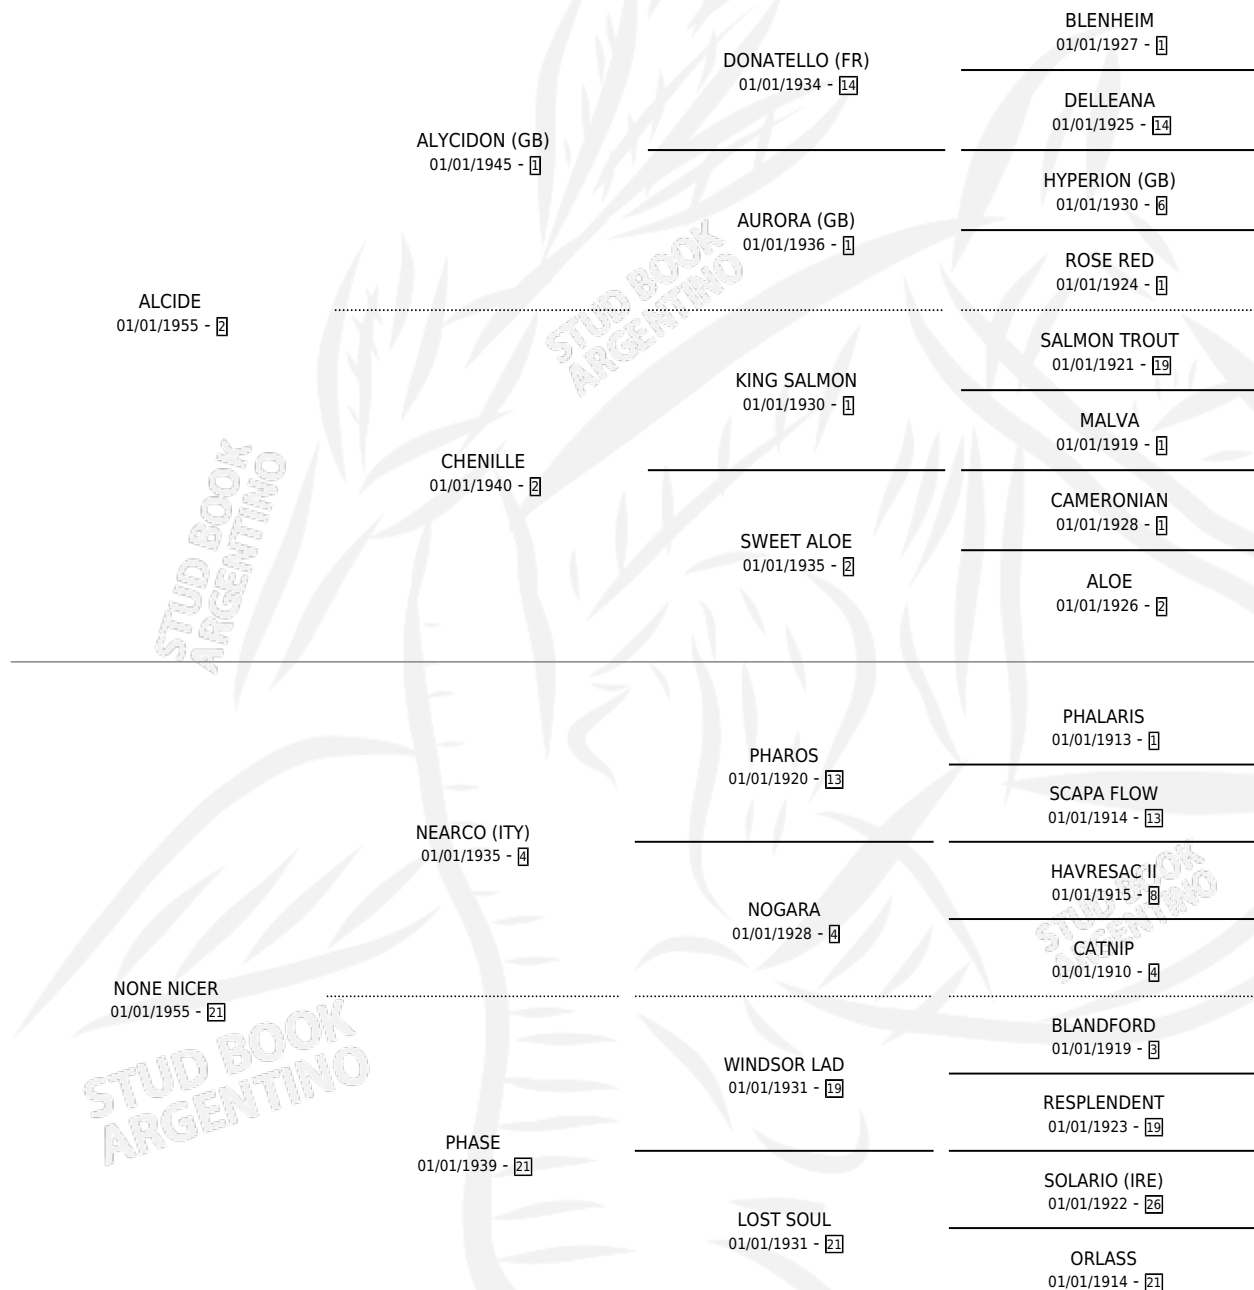 BLENHEIM
01/01/1927 - 1
DONATELLO (FR)
01/01/1934 - 14
DELLEANA
01/01/1925 - 14
ALYCIDON (GB)
01/01/1945 - 1
HYPERION (GB)
01/01/1930 - 6
AURORA (GB)
01/01/1936 - 1
ROSE RED
01/01/1924 - 1
ALCIDE
01/01/1955 - 2
STUD BOOK
ARGENTINO
SALMON TROUT
01/01/1921 - 19
KING SALMON
01/01/1930 - 1
MALVA
01/01/1919 - 1
CHENILLE
01/01/1940 - 2
CAMERONIAN
01/01/1928 - 1
SWEET ALOE
01/01/1935 - 2
ALOE
01/01/1926 - 2
STUD BOOK
ARGENTINO
PHALARIS
01/01/1913 - 1
PHAROS
01/01/1920 - 13
SCAPA FLOW
01/01/1914 - 13
NEARCO (ITY)
01/01/1935 - 4
HAVRESAC II
01/01/1915 - 8
NOGARA
01/01/1928 - 4
CATNIP
01/01/1910 - 4
STUD BOOK
ARGENTINO
NONE NICER
01/01/1955 - 21
BLANDFORD
01/01/1919 - 3
WINDSOR LAD
01/01/1931 - 19
RESPLENDENT
01/01/1923 - 19
STUD BOOK
ARGENTINO
PHASE
01/01/1939 - 21
SOLARIO (IRE)
01/01/1922 - 26
LOST SOUL
01/01/1931 - 21
ORLASS
01/01/1914 - 21